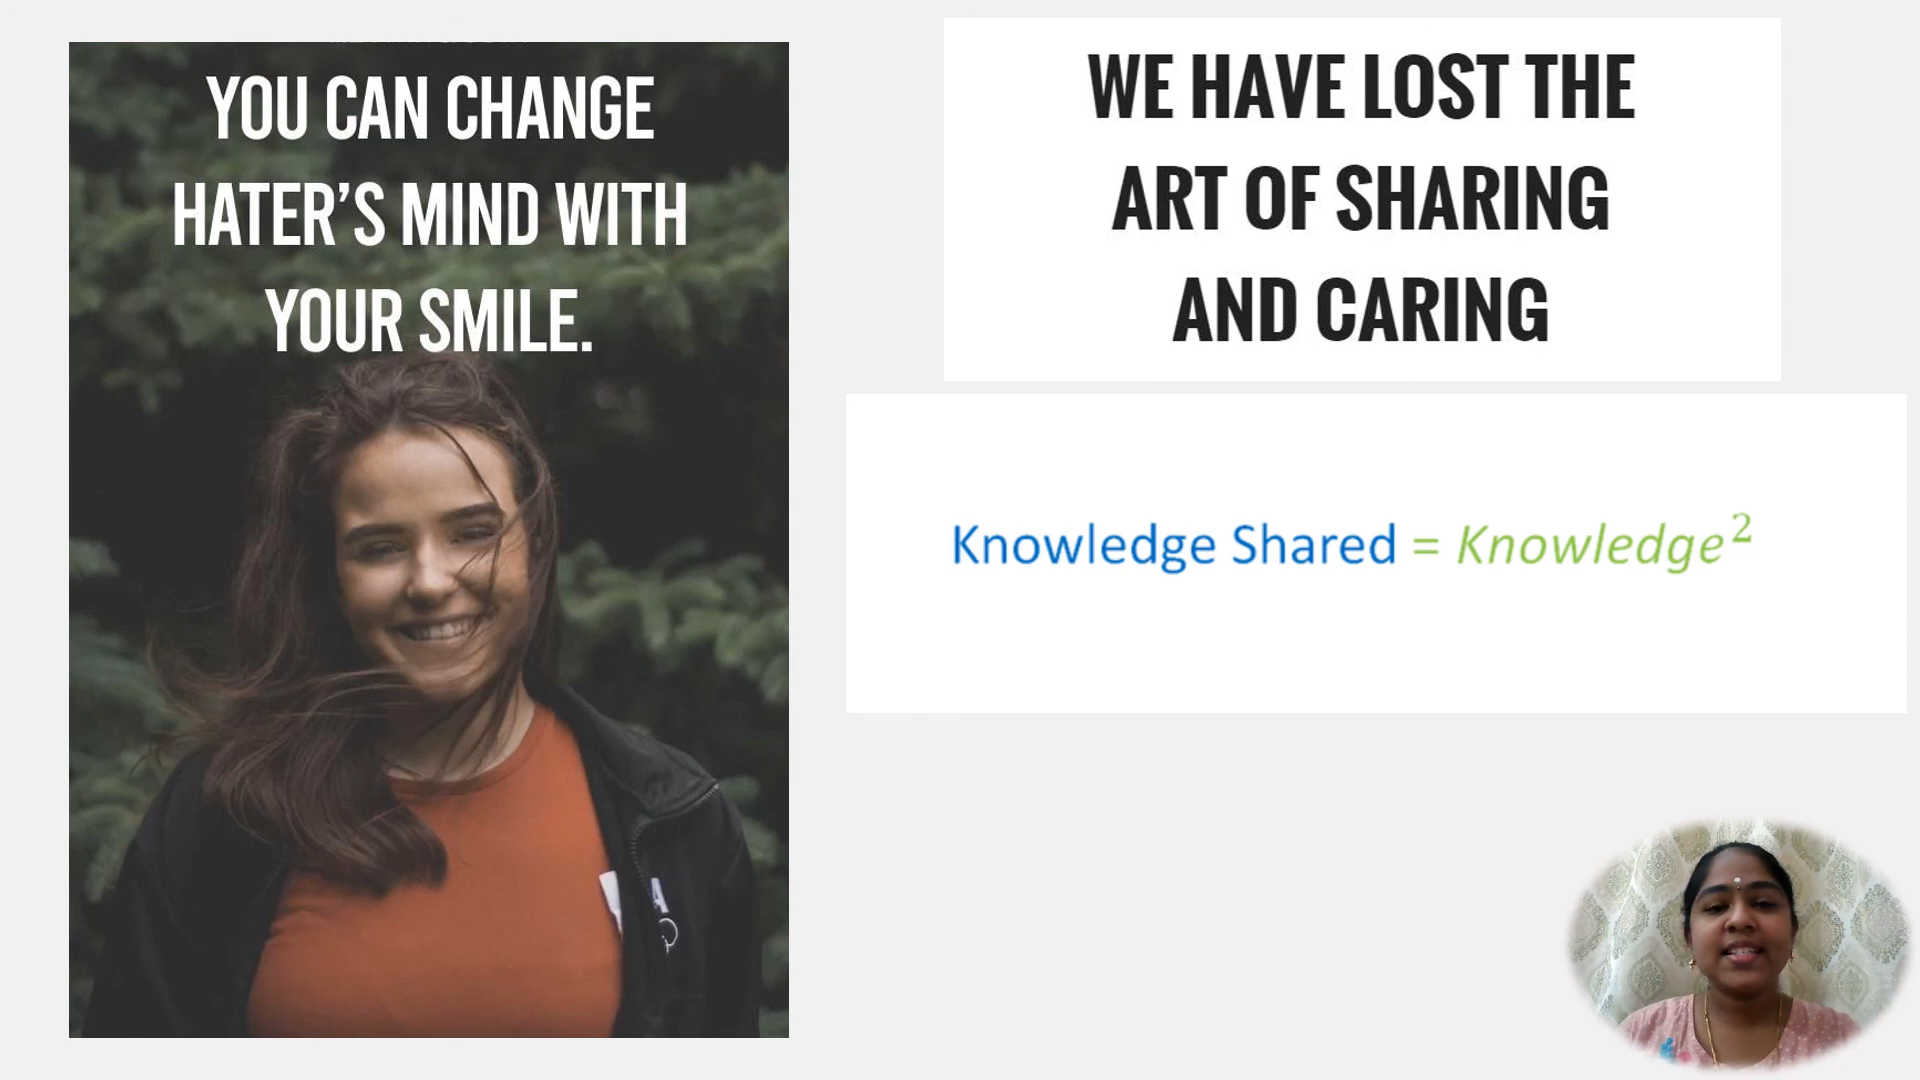 YOU CAN CHANGE
HATER’S MIND WITH
YOUR SMILE.
WE HAVE LOST THE
ART OF SHARING
AND CARING
Knowledge Shared = Knowledge²